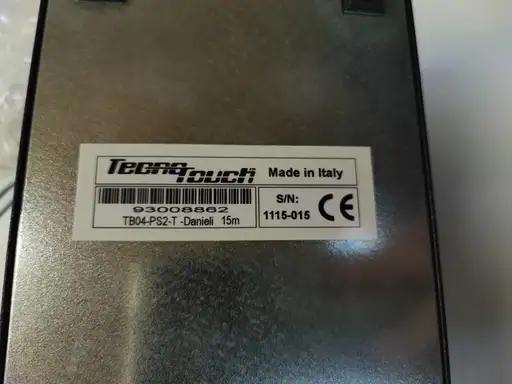 TecnoTouch Made in Italy
93008862
TB04-PS2-T -Danieli 15m
S/N:
1115-015 CE